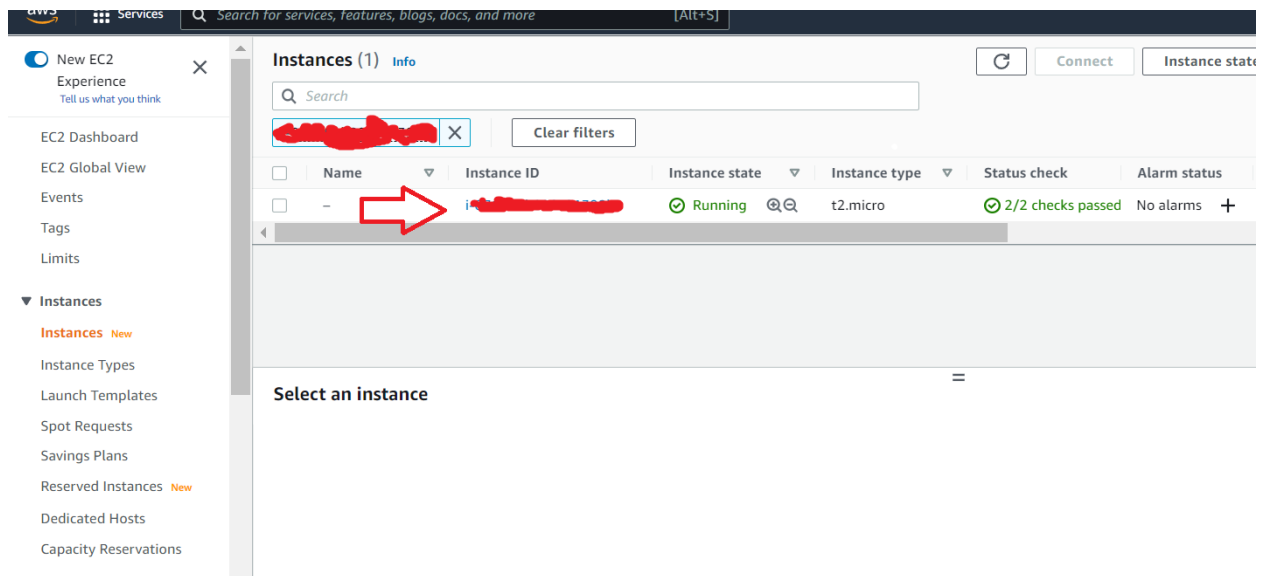 aws
Services
Search for services, features, blogs, docs, and more
[Alt+S]
New EC2
Experience
Tell us what you think
EC2 Dashboard
EC2 Global View
Events
Tags
Limits
Instances
Instances New
Instance Types
Launch Templates
Spot Requests
Savings Plans
Reserved Instances New
Dedicated Hosts
Capacity Reservations
Instances (1) Info
Connect
Instance state
Search
Clear filters
Name Instance ID Instance state Instance type Status check Alarm status
– Running t2.micro 2/2 checks passed No alarms +
Select an instance